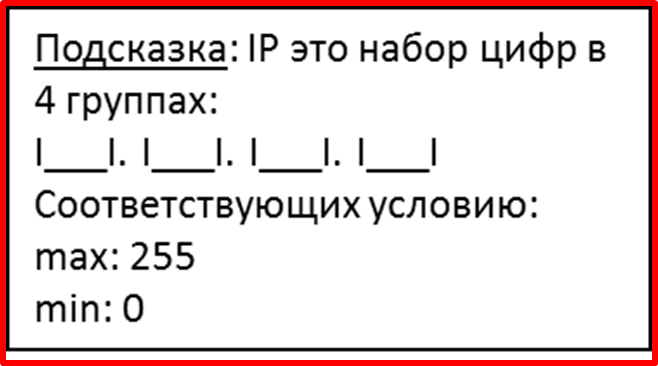 Подсказка: IP это набор цифр в
4 группах:
I___I. I___I. I___I. I___I
Соответствующих условию:
max: 255
min: 0